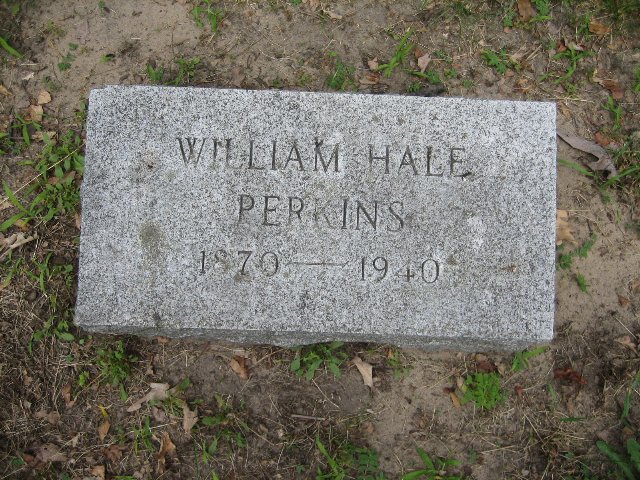 WILLIAM HALE
PERKINS
1870 — 1940